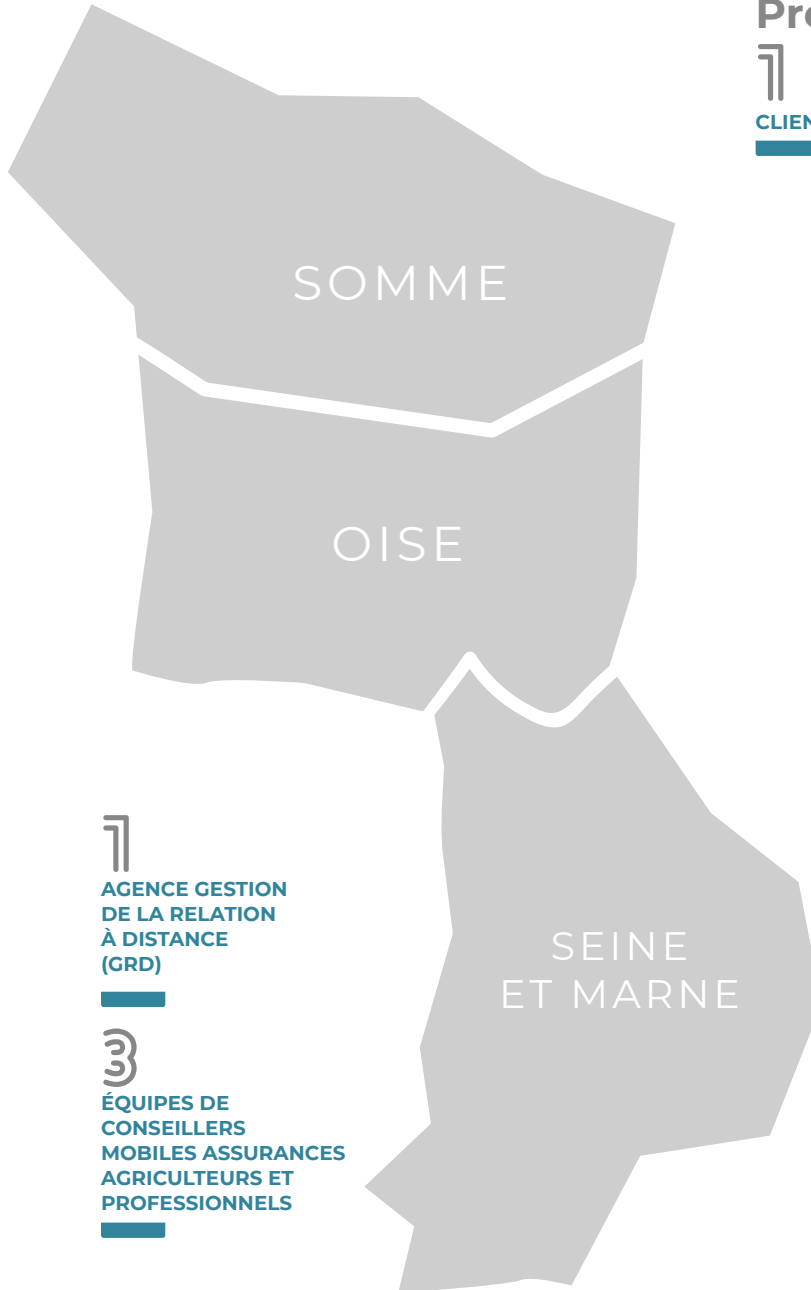 1
SOMME
OISE
1
AGENCE GESTION
DE LA RELATION
À DISTANCE
(GRD)
SEINE
ET MARNE
3
ÉQUIPES DE
CONSEILLERS
MOBILES ASSURANCES
AGRICULTEURS ET
PROFESSIONNELS